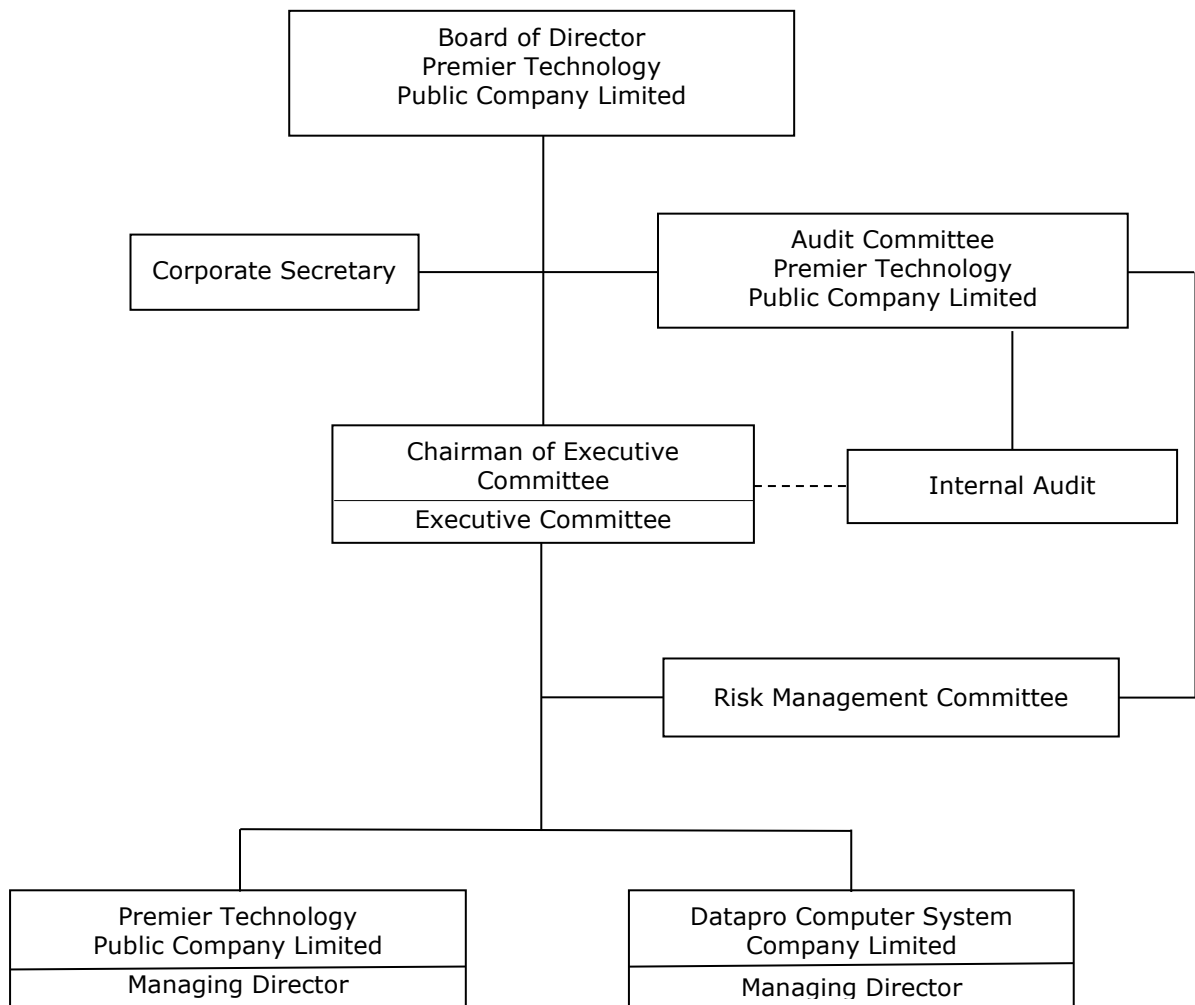 Board of Director
Premier Technology
Public Company Limited
Corporate Secretary
Audit Committee
Premier Technology
Public Company Limited
Chairman of Executive
Committee
Executive Committee
Internal Audit
Risk Management Committee
Premier Technology
Public Company Limited
Managing Director
Datapro Computer System
Company Limited
Managing Director